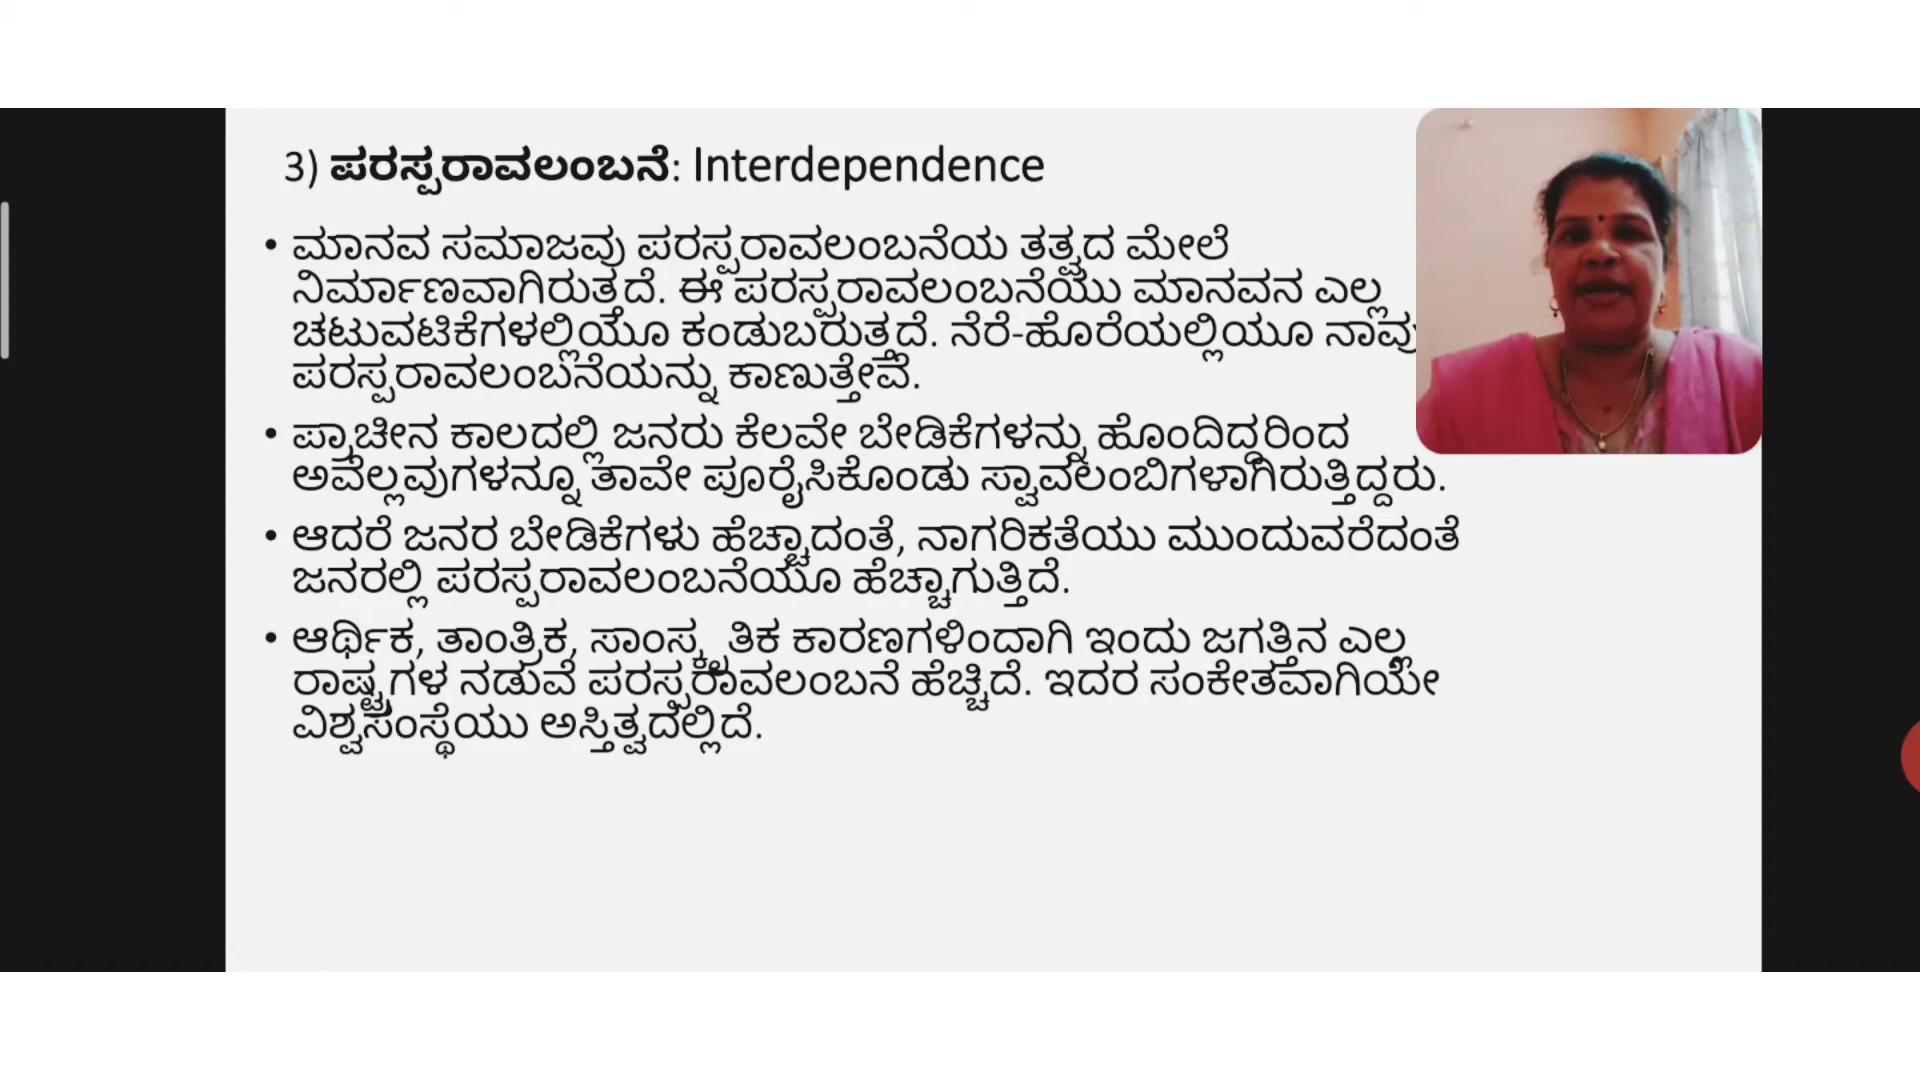 3) ಪರಸ್ಪರಾವಲಂಬನೆ: Interdependence
• ಮಾನವ ಸಮಾಜವು ಪರಸ್ಪರಾವಲಂಬನೆಯ ತತ್ವದ ಮೇಲೆ
ನಿರ್ಮಾಣವಾಗಿರುತ್ತದೆ. ಈ ಪರಸ್ಪರಾವಲಂಬನೆಯು ಮಾನವನ ಎಲ್ಲ
ಚಟುವಟಿಕೆಗಳಲ್ಲಿಯೂ ಕಂಡುಬರುತ್ತದೆ. ನೆರೆ-ಹೊರೆಯಲ್ಲಿಯೂ ನಾವು
ಪರಸ್ಪರಾವಲಂಬನೆಯನ್ನು ಕಾಣುತ್ತೇವೆ.
• ಪ್ರಾಚೀನ ಕಾಲದಲ್ಲಿ ಜನರು ಕೆಲವೇ ಬೇಡಿಕೆಗಳನ್ನು ಹೊಂದಿದ್ದರಿಂದ
ಅವೆಲ್ಲವುಗಳನ್ನೂ ತಾವೇ ಪೂರೈಸಿಕೊಂಡು ಸ್ವಾವಲಂಬಿಗಳಾಗಿರುತ್ತಿದ್ದರು.
• ಆದರೆ ಜನರ ಬೇಡಿಕೆಗಳು ಹೆಚ್ಚಾದಂತೆ, ನಾಗರಿಕತೆಯು ಮುಂದುವರೆದಂತೆ
ಜನರಲ್ಲಿ ಪರಸ್ಪರಾವಲಂಬನೆಯೂ ಹೆಚ್ಚಾಗುತ್ತಿದೆ.
• ಆರ್ಥಿಕ, ತಾಂತ್ರಿಕ, ಸಾಂಸ್ಕೃತಿಕ ಕಾರಣಗಳಿಂದಾಗಿ ಇಂದು ಜಗತ್ತಿನ ಎಲ್ಲ
ರಾಷ್ಟ್ರಗಳ ನಡುವೆ ಪರಸ್ಪರಾವಲಂಬನೆ ಹೆಚ್ಚಿದೆ. ಇದರ ಸಂಕೇತವಾಗಿಯೇ
ವಿಶ್ವಸಂಸ್ಥೆಯು ಅಸ್ತಿತ್ವದಲ್ಲಿದೆ.